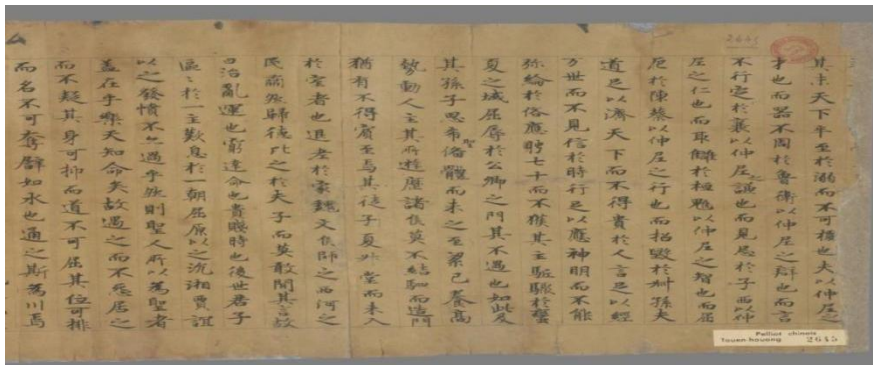 其末天下卒至於溺而不可援也夫以仲尼之
才也而器不周於魯衛以仲尼之辯也而言
不行定於哀以仲尼之謙也而見忌於子西以仲
尼之仁也而取讎於桓魋以仲尼之智也而屈
厄於陳蔡以仲尼之行也而招毀於叔孫夫
道足以濟天下而不得貴於人言足以經
万世而不見信於時行足以應神明而不能
弥綸於俗應聘七十而不獲其主駈驟於蠻
夏之域屈辱於公卿之門其不遇也如此及
其孫子思希聖備體而未之至累己養高
勢動人主其所遊歷諸侯莫不結駟而造門
猶有不得賓至焉其徒子夏升堂而未入
於室者也退老於家魏文侯師之西河之
民肅然歸德比之於夫子而莫敢間其言故
曰治亂運也窮達命也貴賤時也後世君子
區〻於一主歎息於一朝屈原以之沉湘賈誼
以之發憤不亦過乎然則聖人所以為聖者
盖在乎樂天知命矣故遇之而不怨居之
而不疑其身可抑而道不可屈其位可排
而名不可奪辟如水也通之斯為川焉
2645
Pelliot chinois
Touen-houang 2645